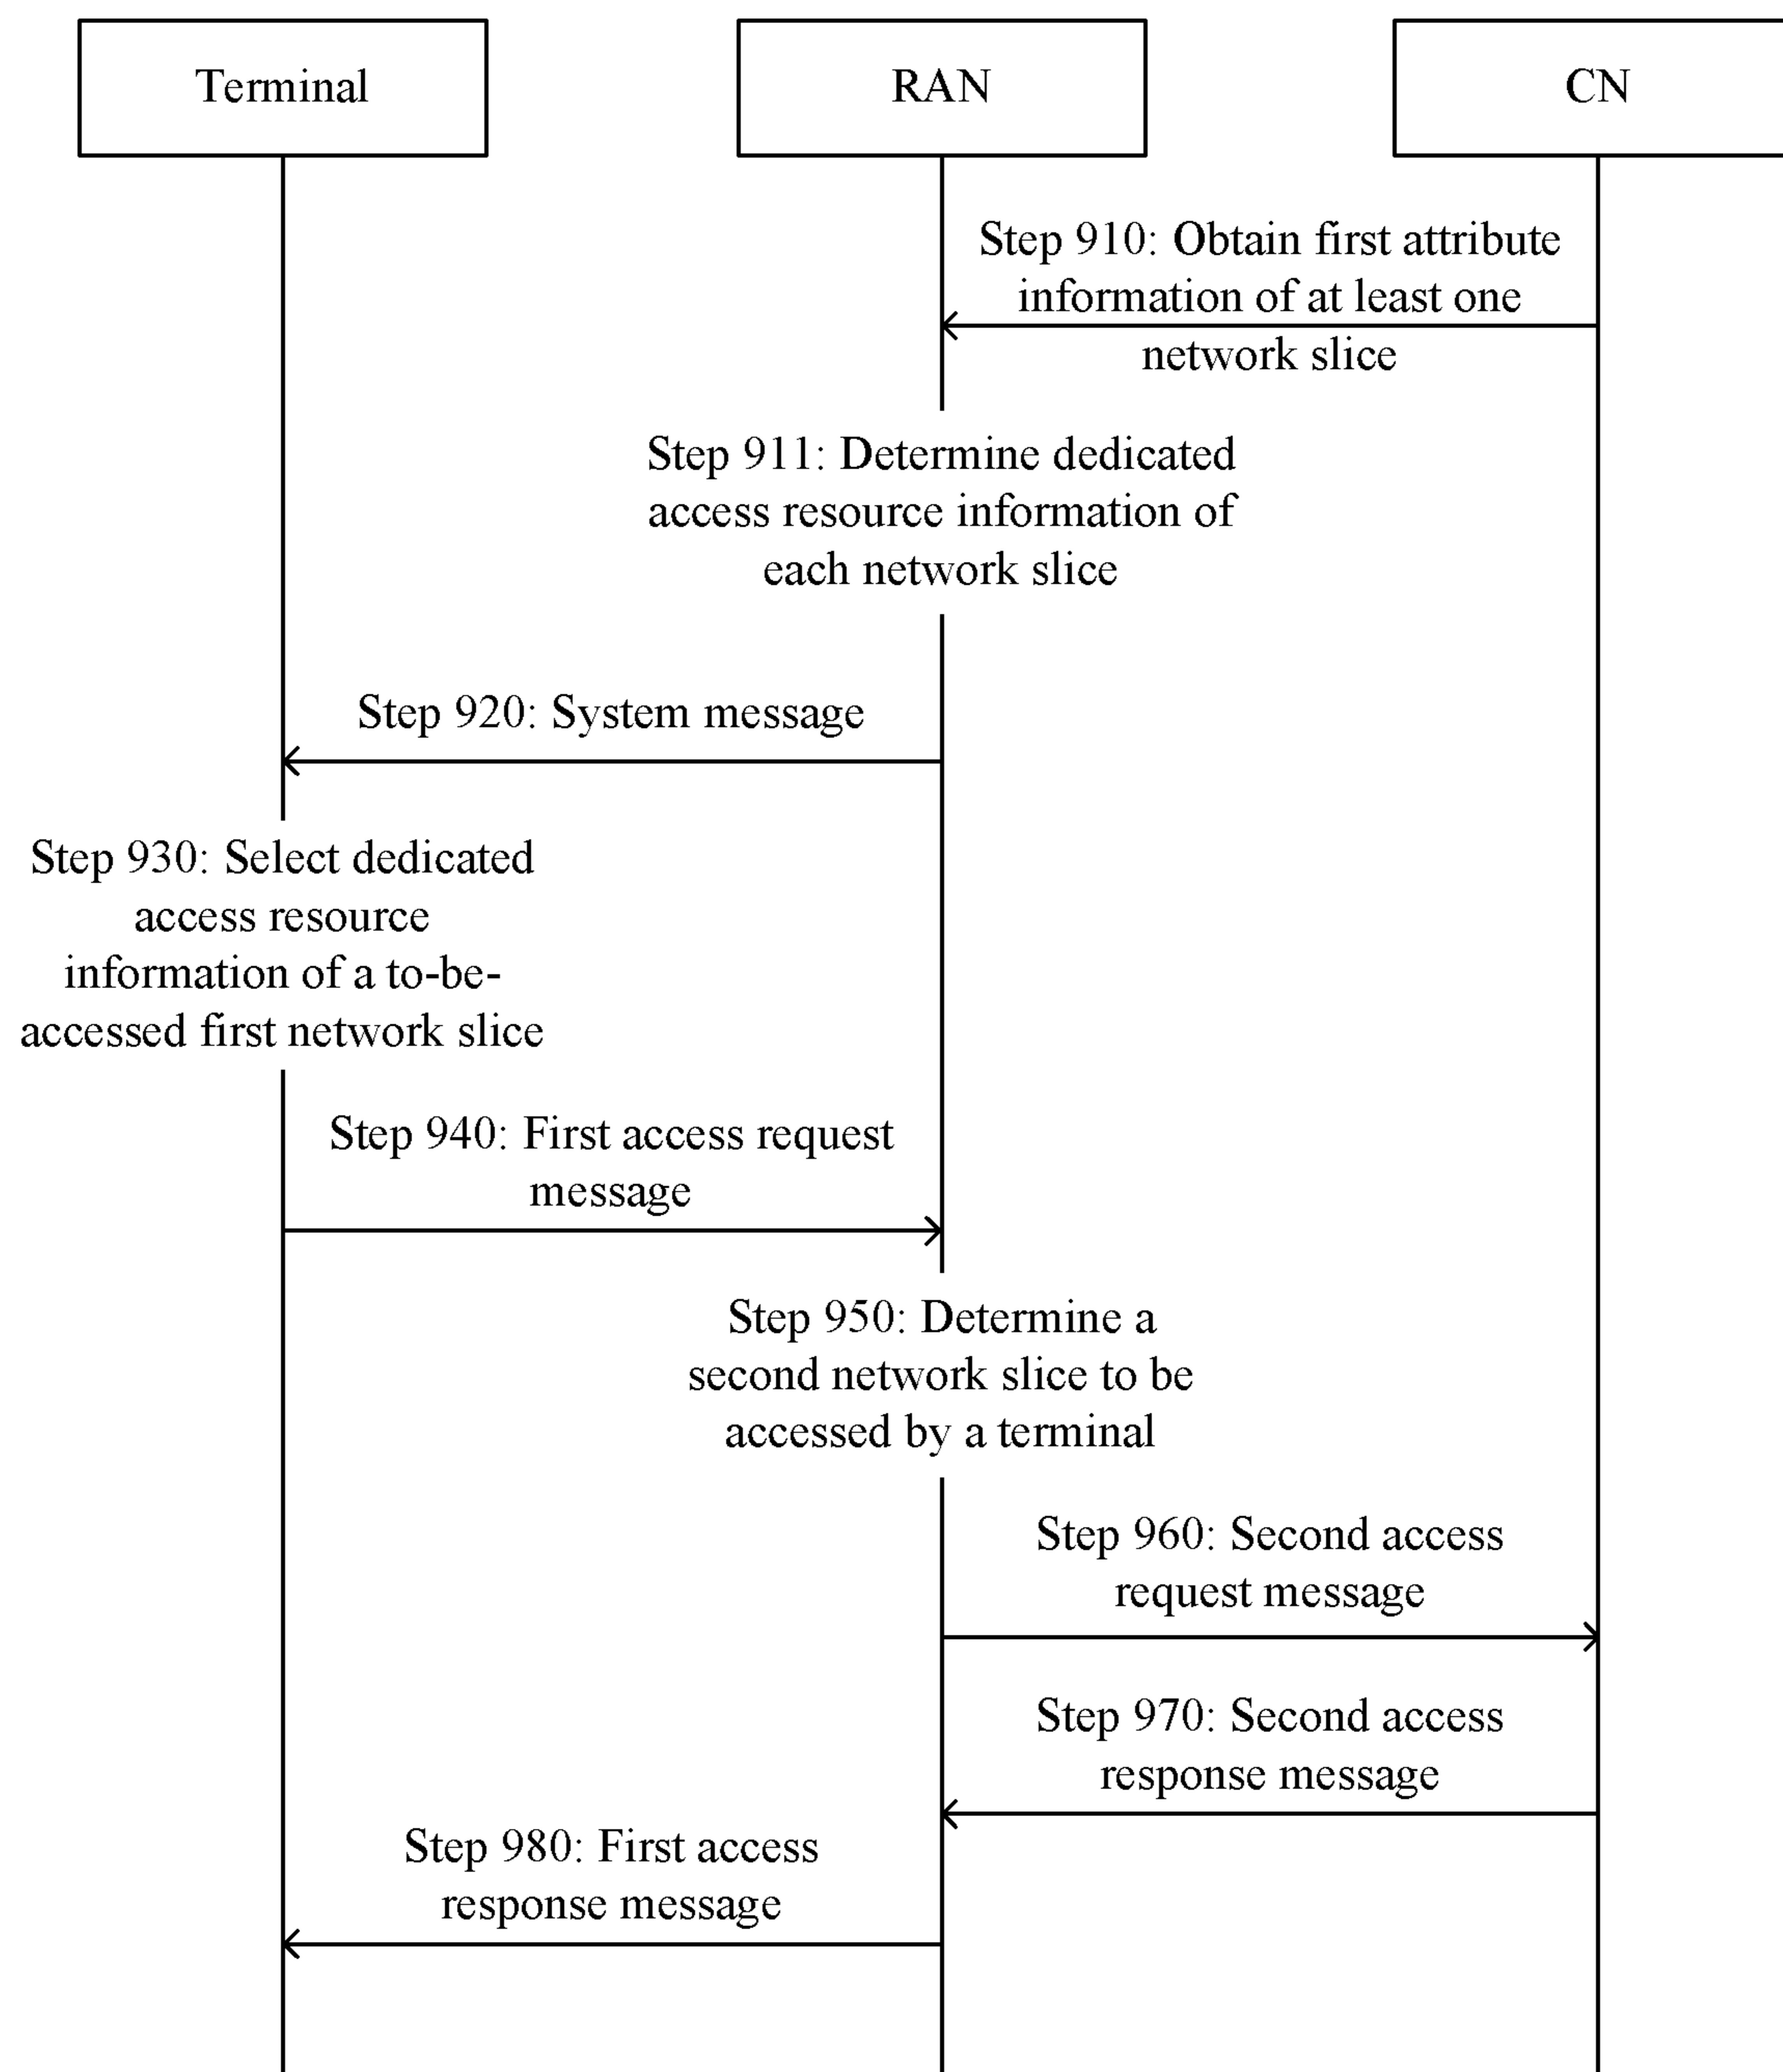 Terminal
RAN
CN
Step 910: Obtain first attribute
information of at least one
network slice
Step 911: Determine dedicated
access resource information of
each network slice
Step 920: System message
Step 930: Select dedicated
access resource
information of a to-be-
accessed first network slice
Step 940: First access request
message
Step 950: Determine a
second network slice to be
accessed by a terminal
Step 960: Second access
request message
Step 970: Second access
response message
Step 980: First access
response message